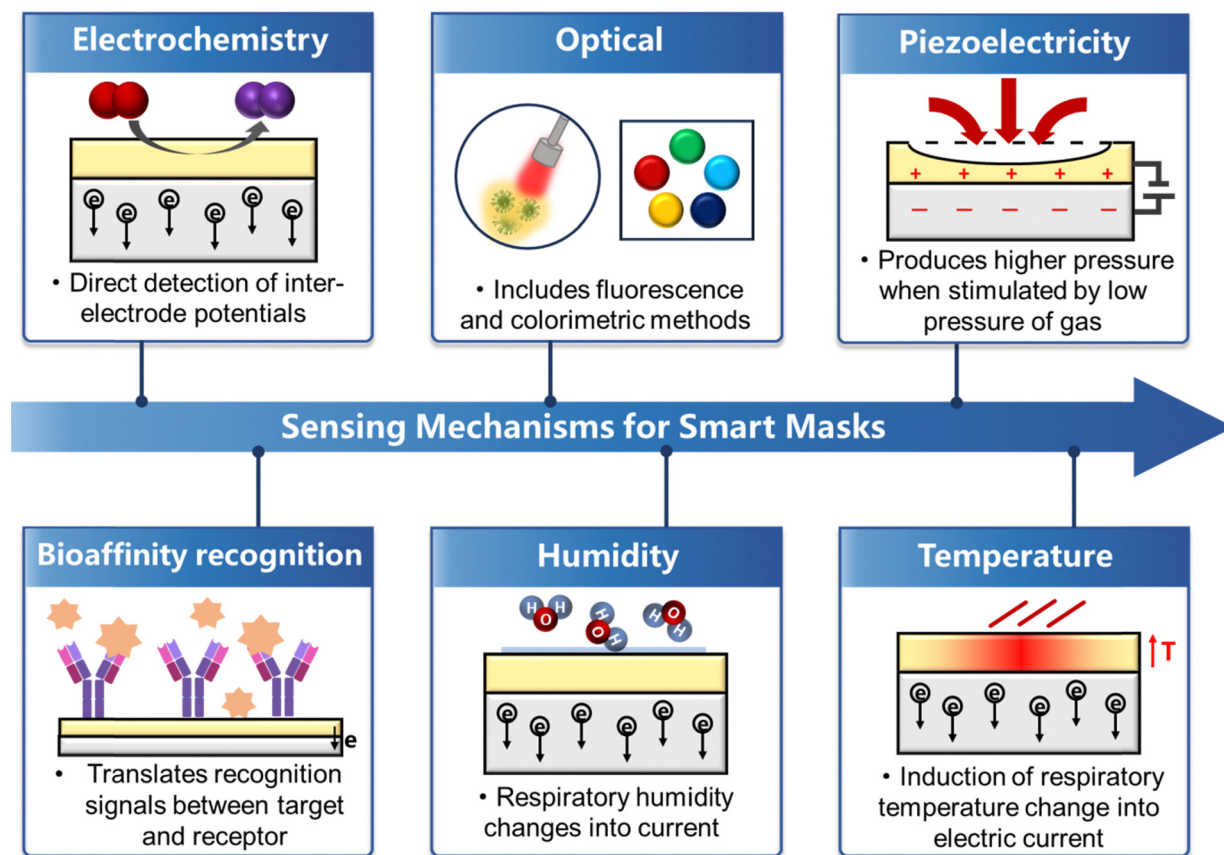 Electrochemistry
• Direct detection of inter-
electrode potentials
e e e e e e
Optical
• Includes fluorescence
and colorimetric methods
Piezoelectricity
+ + + + +
− − − − −
• Produces higher pressure
when stimulated by low
pressure of gas
Sensing Mechanisms for Smart Masks
Bioaffinity recognition
e
• Translates recognition
signals between target
and receptor
Humidity
H H O
H O H
H O H
e e e e e e
• Respiratory humidity
changes into current
Temperature
T
e e e e e e
• Induction of respiratory
temperature change into
electric current